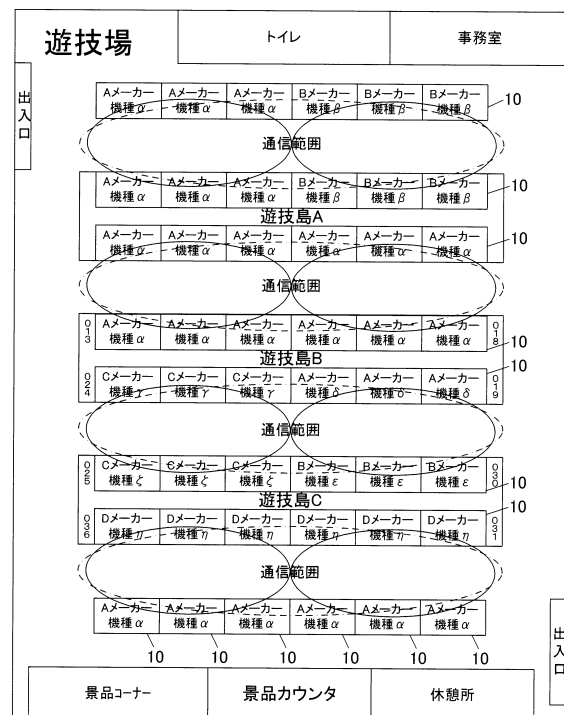 遊技場
トイレ
事務室
出入口
Aメーカー Aメーカー Aメーカー Bメーカー Bメーカー Bメーカー
機種α 機種α 機種α 機種β 機種β 機種β
10
通信範囲
Aメーカー Aメーカー Aメーカー Bメーカー Bメーカー Bメーカー
機種α 機種α 機種α 機種β 機種β 機種β
10
遊技島A
Aメーカー Aメーカー Aメーカー Aメーカー Aメーカー Aメーカー
機種α 機種α 機種α 機種α 機種α 機種α
10
通信範囲
013
Aメーカー Aメーカー Aメーカー Aメーカー Aメーカー Aメーカー
機種α 機種α 機種α 機種α 機種α 機種α
018
10
遊技島B
10
024
Cメーカー Cメーカー Cメーカー Aメーカー Aメーカー Aメーカー
機種γ 機種γ 機種γ 機種δ 機種δ 機種δ
019
通信範囲
025
Cメーカー Cメーカー Cメーカー Bメーカー Bメーカー Bメーカー
機種ζ 機種ζ 機種ζ 機種ε 機種ε 機種ε
030
10
遊技島C
10
036
Dメーカー Dメーカー Dメーカー Dメーカー Dメーカー Dメーカー
機種η 機種η 機種η 機種η 機種η 機種η
031
通信範囲
Aメーカー Aメーカー Aメーカー Aメーカー Aメーカー Aメーカー
機種α 機種α 機種α 機種α 機種α 機種α
10 10 10 10 10 10
出入口
景品コーナー
景品カウンタ
休憩所